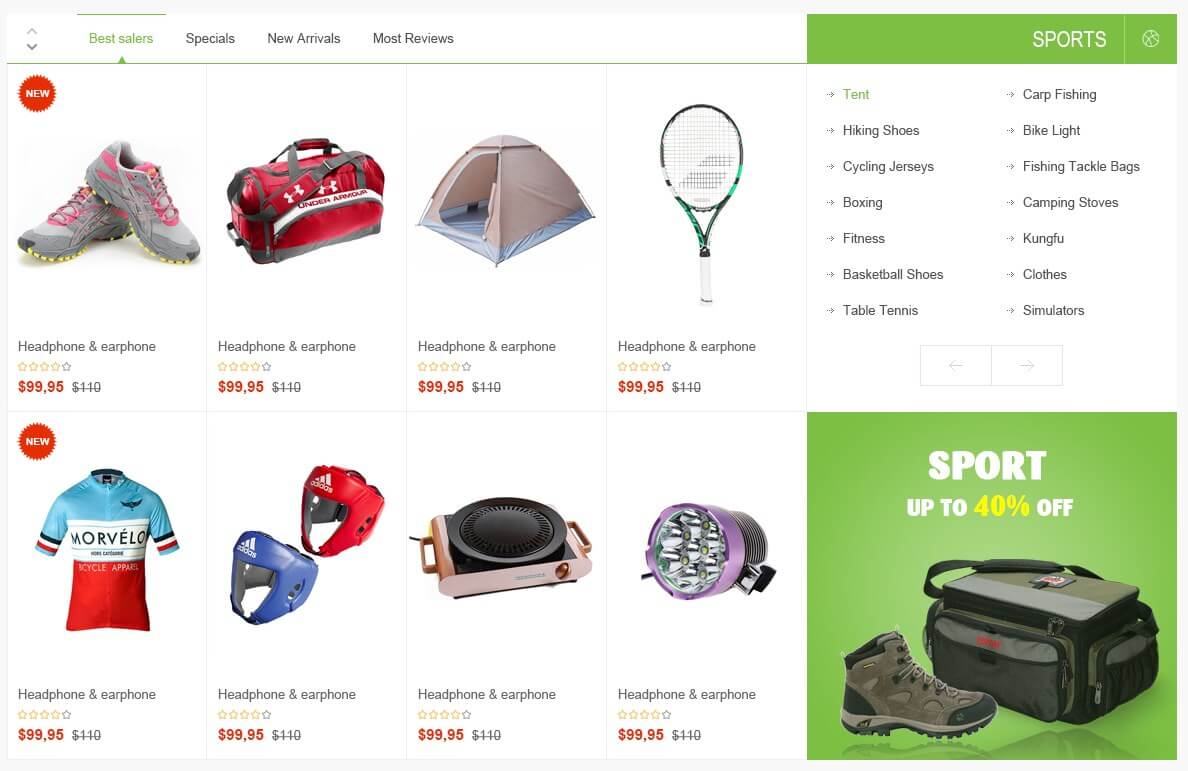 Best salers
Specials
New Arrivals
Most Reviews
SPORTS
NEW
UNDER ARMOUR
Headphone & earphone
$99,95 $110
Headphone & earphone
$99,95 $110
Headphone & earphone
$99,95 $110
Headphone & earphone
$99,95 $110
Tent
Hiking Shoes
Cycling Jerseys
Boxing
Fitness
Basketball Shoes
Table Tennis
Carp Fishing
Bike Light
Fishing Tackle Bags
Camping Stoves
Kungfu
Clothes
Simulators
NEW
MORVÉLO
HORS CATÉGORIE
BICYCLE APPAREL
adidas
adidas
Headphone & earphone
$99,95 $110
Headphone & earphone
$99,95 $110
Headphone & earphone
$99,95 $110
Headphone & earphone
$99,95 $110
SPORT
UP TO 40% OFF